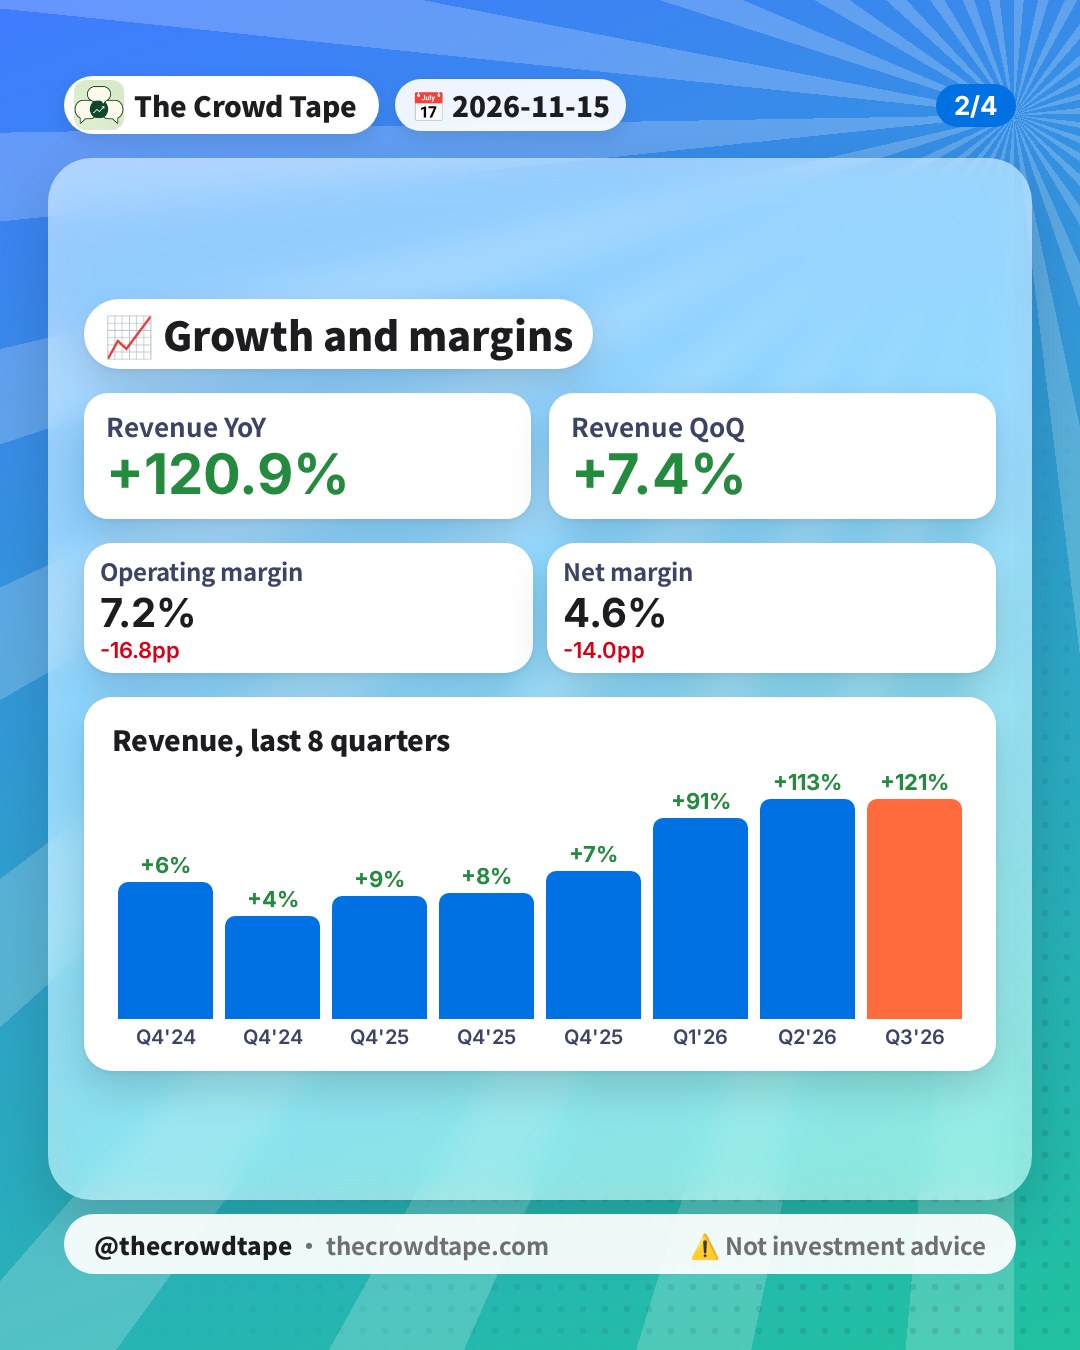 The Crowd Tape
📅 2026-11-15
2/4
📈 Growth and margins
Revenue YoY
+120.9%
Revenue QoQ
+7.4%
Operating margin
7.2%
-16.8pp
Net margin
4.6%
-14.0pp
Revenue, last 8 quarters
+6% +4% +9% +8% +7% +91% +113% +121%
Q4'24 Q4'24 Q4'25 Q4'25 Q4'25 Q1'26 Q2'26 Q3'26
@thecrowdtape • thecrowdtape.com
⚠️ Not investment advice